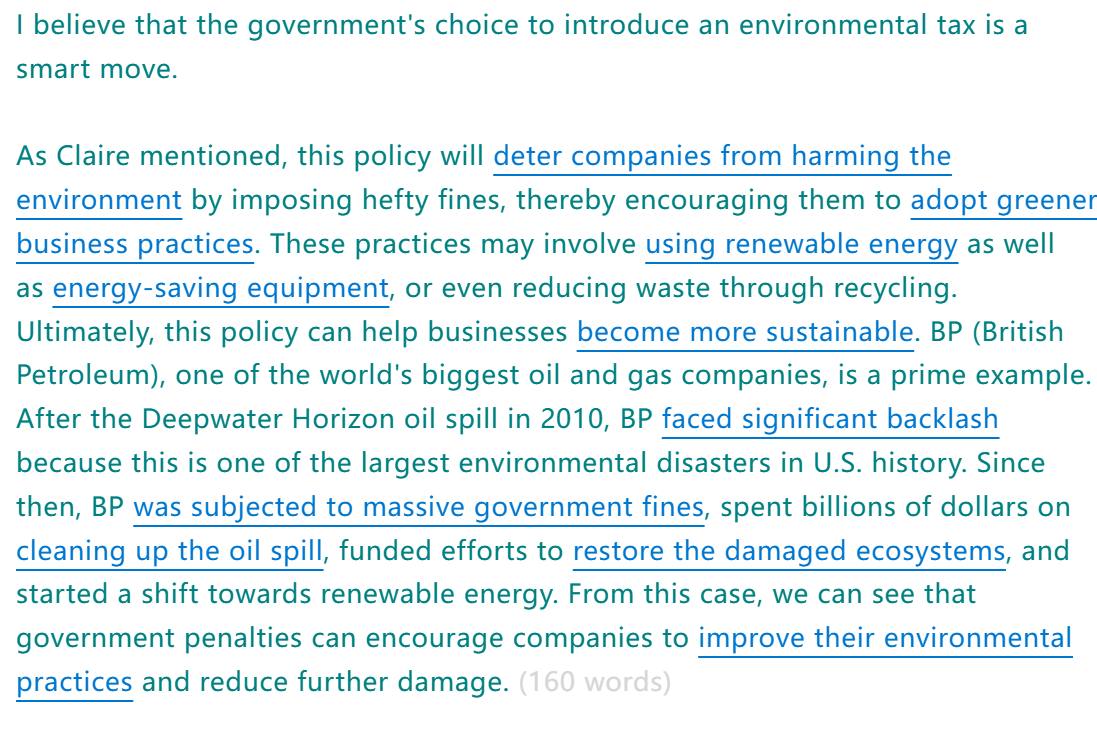 I believe that the government's choice to introduce an environmental tax is a
smart move.
As Claire mentioned, this policy will deter companies from harming the
environment by imposing hefty fines, thereby encouraging them to adopt greener
business practices. These practices may involve using renewable energy as well
as energy-saving equipment, or even reducing waste through recycling.
Ultimately, this policy can help businesses become more sustainable. BP (British
Petroleum), one of the world's biggest oil and gas companies, is a prime example.
After the Deepwater Horizon oil spill in 2010, BP faced significant backlash
because this is one of the largest environmental disasters in U.S. history. Since
then, BP was subjected to massive government fines, spent billions of dollars on
cleaning up the oil spill, funded efforts to restore the damaged ecosystems, and
started a shift towards renewable energy. From this case, we can see that
government penalties can encourage companies to improve their environmental
practices and reduce further damage. (160 words)